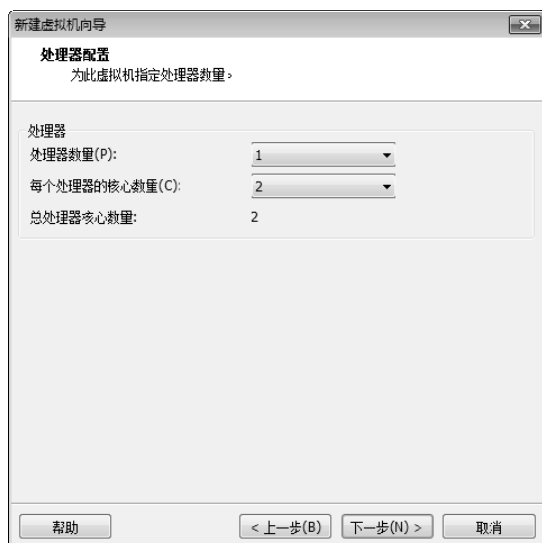 新建虚拟机向导
处理器配置
为此虚拟机指定处理器数量。
处理器
处理器数量(P): 1
每个处理器的核心数量(C): 2
总处理器核心数量: 2
帮助 < 上一步(B) 下一步(N) > 取消